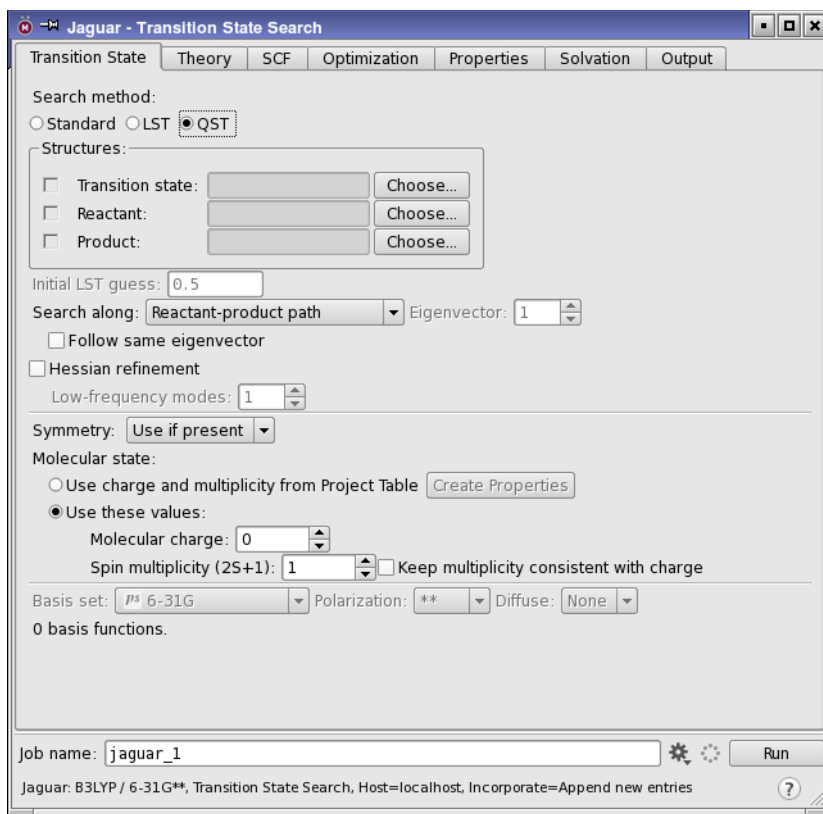 Jaguar - Transition State Search
Transition State Theory SCF Optimization Properties Solvation Output
Search method:
Standard LST QST
Structures:
Transition state: Choose...
Reactant: Choose...
Product: Choose...
Initial LST guess: 0.5
Search along: Reactant-product path Eigenvector: 1
Follow same eigenvector
Hessian refinement
Low-frequency modes: 1
Symmetry: Use if present
Molecular state:
Use charge and multiplicity from Project Table Create Properties
Use these values:
Molecular charge: 0
Spin multiplicity (2S+1): 1 Keep multiplicity consistent with charge
Basis set: ps 6-31G Polarization: ** Diffuse: None
0 basis functions.
Job name: jaguar_1 Run
Jaguar: B3LYP / 6-31G**, Transition State Search, Host=localhost, Incorporate=Append new entries ?